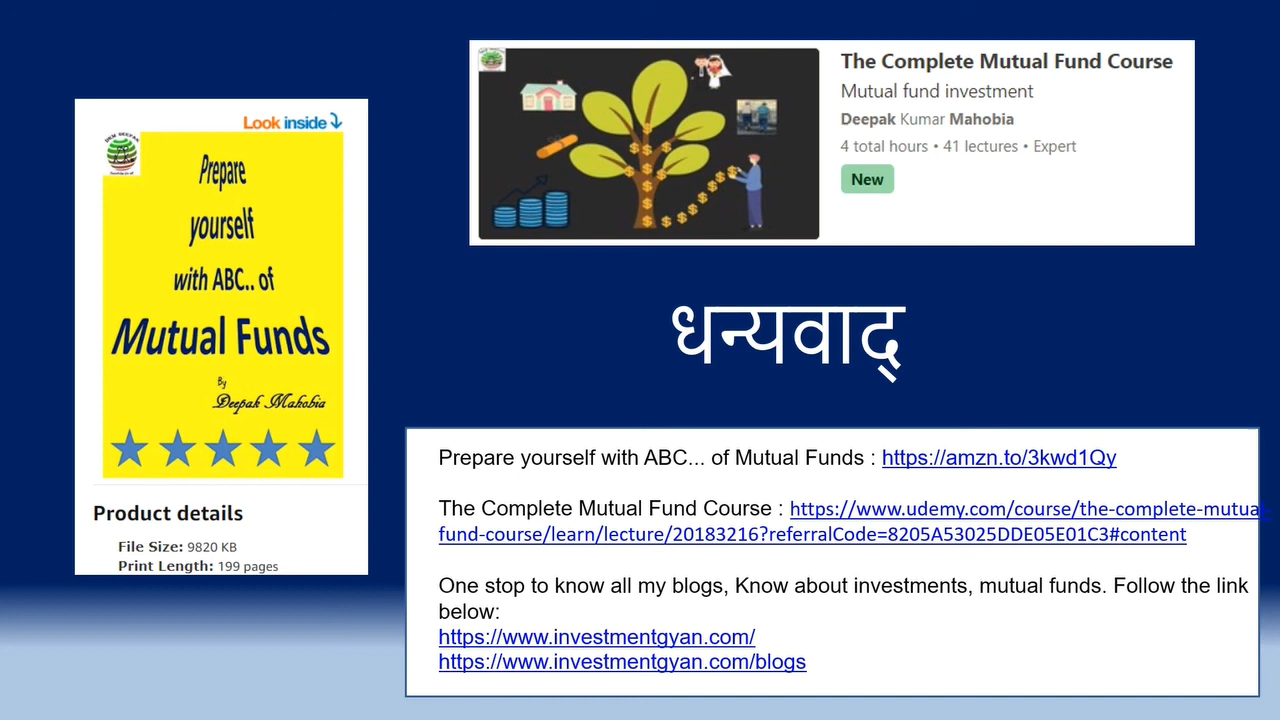 Look inside
Prepare
yourself
with ABC.. of
Mutual Funds
By
Deepak Mahobia
Product details
File Size: 9820 KB
Print Length: 199 pages
The Complete Mutual Fund Course
Mutual fund investment
Deepak Kumar Mahobia
4 total hours • 41 lectures • Expert
New
धन्यवाद्
Prepare yourself with ABC... of Mutual Funds : https://amzn.to/3kwd1Qy
The Complete Mutual Fund Course : https://www.udemy.com/course/the-complete-mutual-
fund-course/learn/lecture/20183216?referralCode=8205A53025DDE05E01C3#content
One stop to know all my blogs, Know about investments, mutual funds. Follow the link
below:
https://www.investmentgyan.com/
https://www.investmentgyan.com/blogs